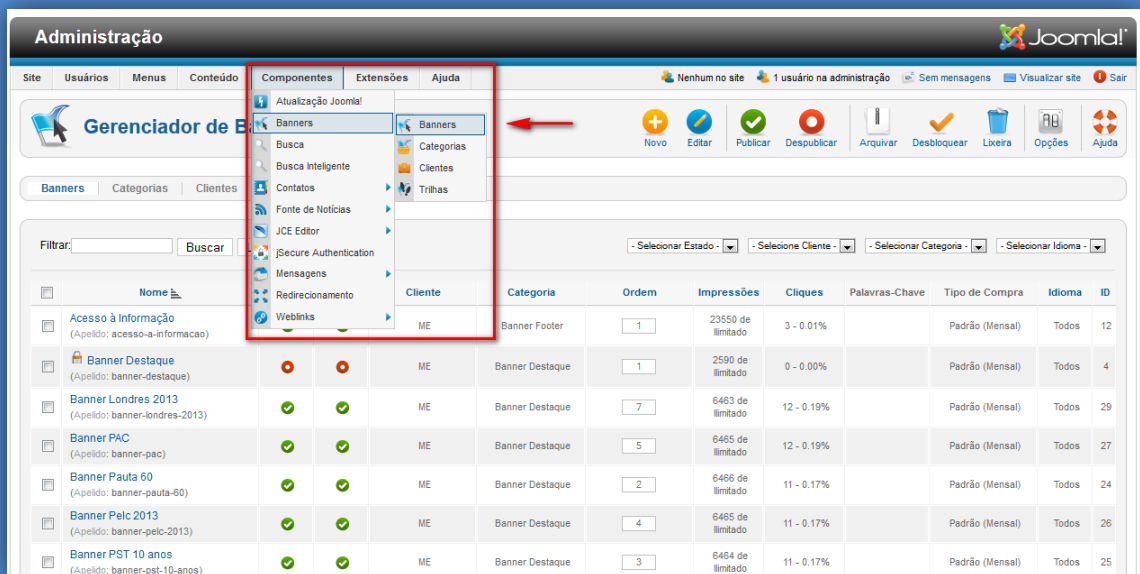 Administração
Joomla!
Site Usuários Menus Conteúdo Componentes Extensões Ajuda Nenhum no site 1 usuário na administração Sem mensagens Visualizar site Sair
Gerenciador de
Novo Editar Publicar Despublicar Arquivar Desbloquear Lixeira Opções Ajuda
Atualização Joomla!
Banners
Busca
Busca Inteligente
Contatos
Fonte de Notícias
JCE Editor
jSecure Authentication
Mensagens
Redirecionamento
Weblinks
Banners
Categorias
Clientes
Trilhas
Banners Categorias Clientes
Filtrar: Buscar - Selecionar Estado - - Selecione Cliente - - Selecionar Categoria - - Selecionar Idioma -
Nome Cliente Categoria Ordem Impressões Cliques Palavras-Chave Tipo de Compra Idioma ID
Acesso à Informação
(Apelido: acesso-a-informacao) ME Banner Footer 1 23550 de Ilimitado 3 - 0.01% Padrão (Mensal) Todos 12
Banner Destaque
(Apelido: banner-destaque) ME Banner Destaque 1 2590 de Ilimitado 0 - 0.00% Padrão (Mensal) Todos 4
Banner Londres 2013
(Apelido: banner-londres-2013) ME Banner Destaque 7 6463 de Ilimitado 12 - 0.19% Padrão (Mensal) Todos 29
Banner PAC
(Apelido: banner-pac) ME Banner Destaque 5 6465 de Ilimitado 12 - 0.19% Padrão (Mensal) Todos 27
Banner Pauta 60
(Apelido: banner-pauta-60) ME Banner Destaque 2 6466 de Ilimitado 11 - 0.17% Padrão (Mensal) Todos 24
Banner Pelc 2013
(Apelido: banner-pelc-2013) ME Banner Destaque 4 6465 de Ilimitado 11 - 0.17% Padrão (Mensal) Todos 26
Banner PST 10 anos
(Apelido: banner-pst-10-anos) ME Banner Destaque 3 6464 de Ilimitado 11 - 0.17% Padrão (Mensal) Todos 25